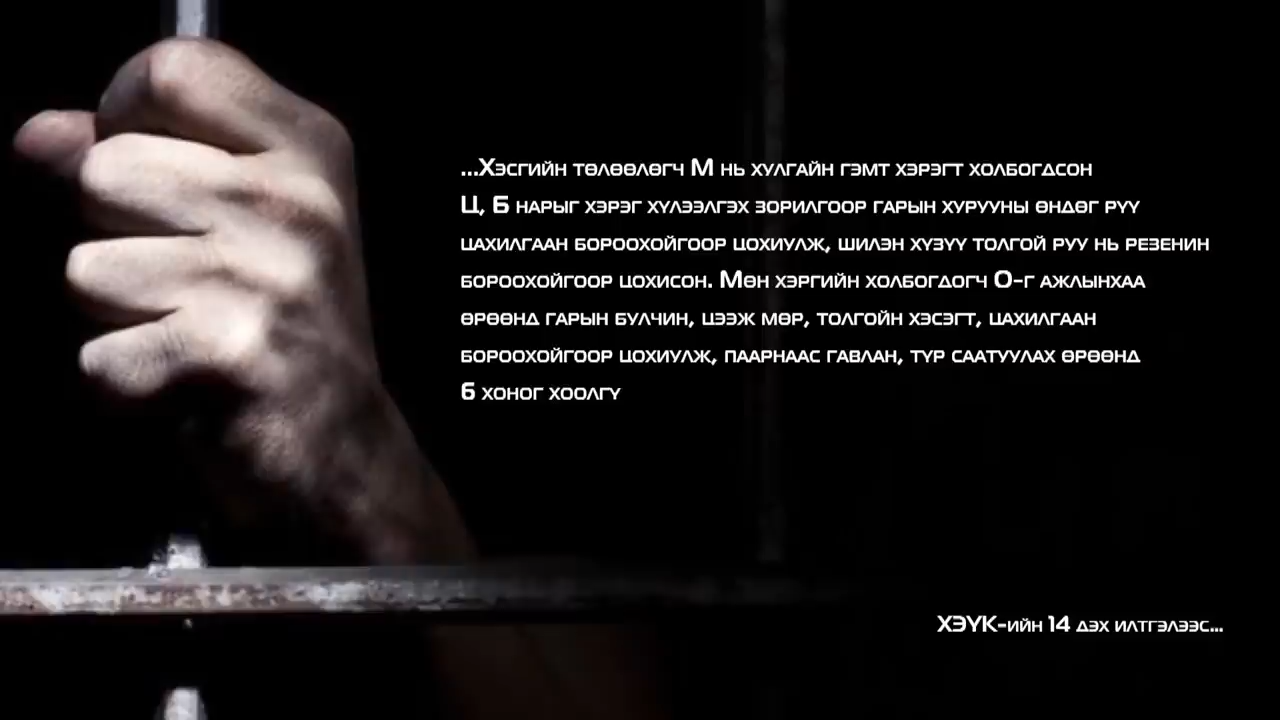 ...Хэсгийн төлөөлөгч М нь хулгайн гэмт хэрэгт холбогдсон
Ц, Б нарыг хэрэг хүлээлгэх зорилгоор гарын хурууны өндөг рүү
цахилгаан бороохойгоор цохиулж, шилэн хүзүү толгой руу нь резенин
бороохойгоор цохисон. Мөн хэргийн холбогдогч О-г ажлынхаа
өрөөнд гарын булчин, цээж мөр, толгойн хэсэгт, цахилгаан
бороохойгоор цохиулж, паарнаас гавлан, түр саатуулах өрөөнд
6 хоног хоолгү
ХЭҮК-ийн 14 дэх илтгэлээс...